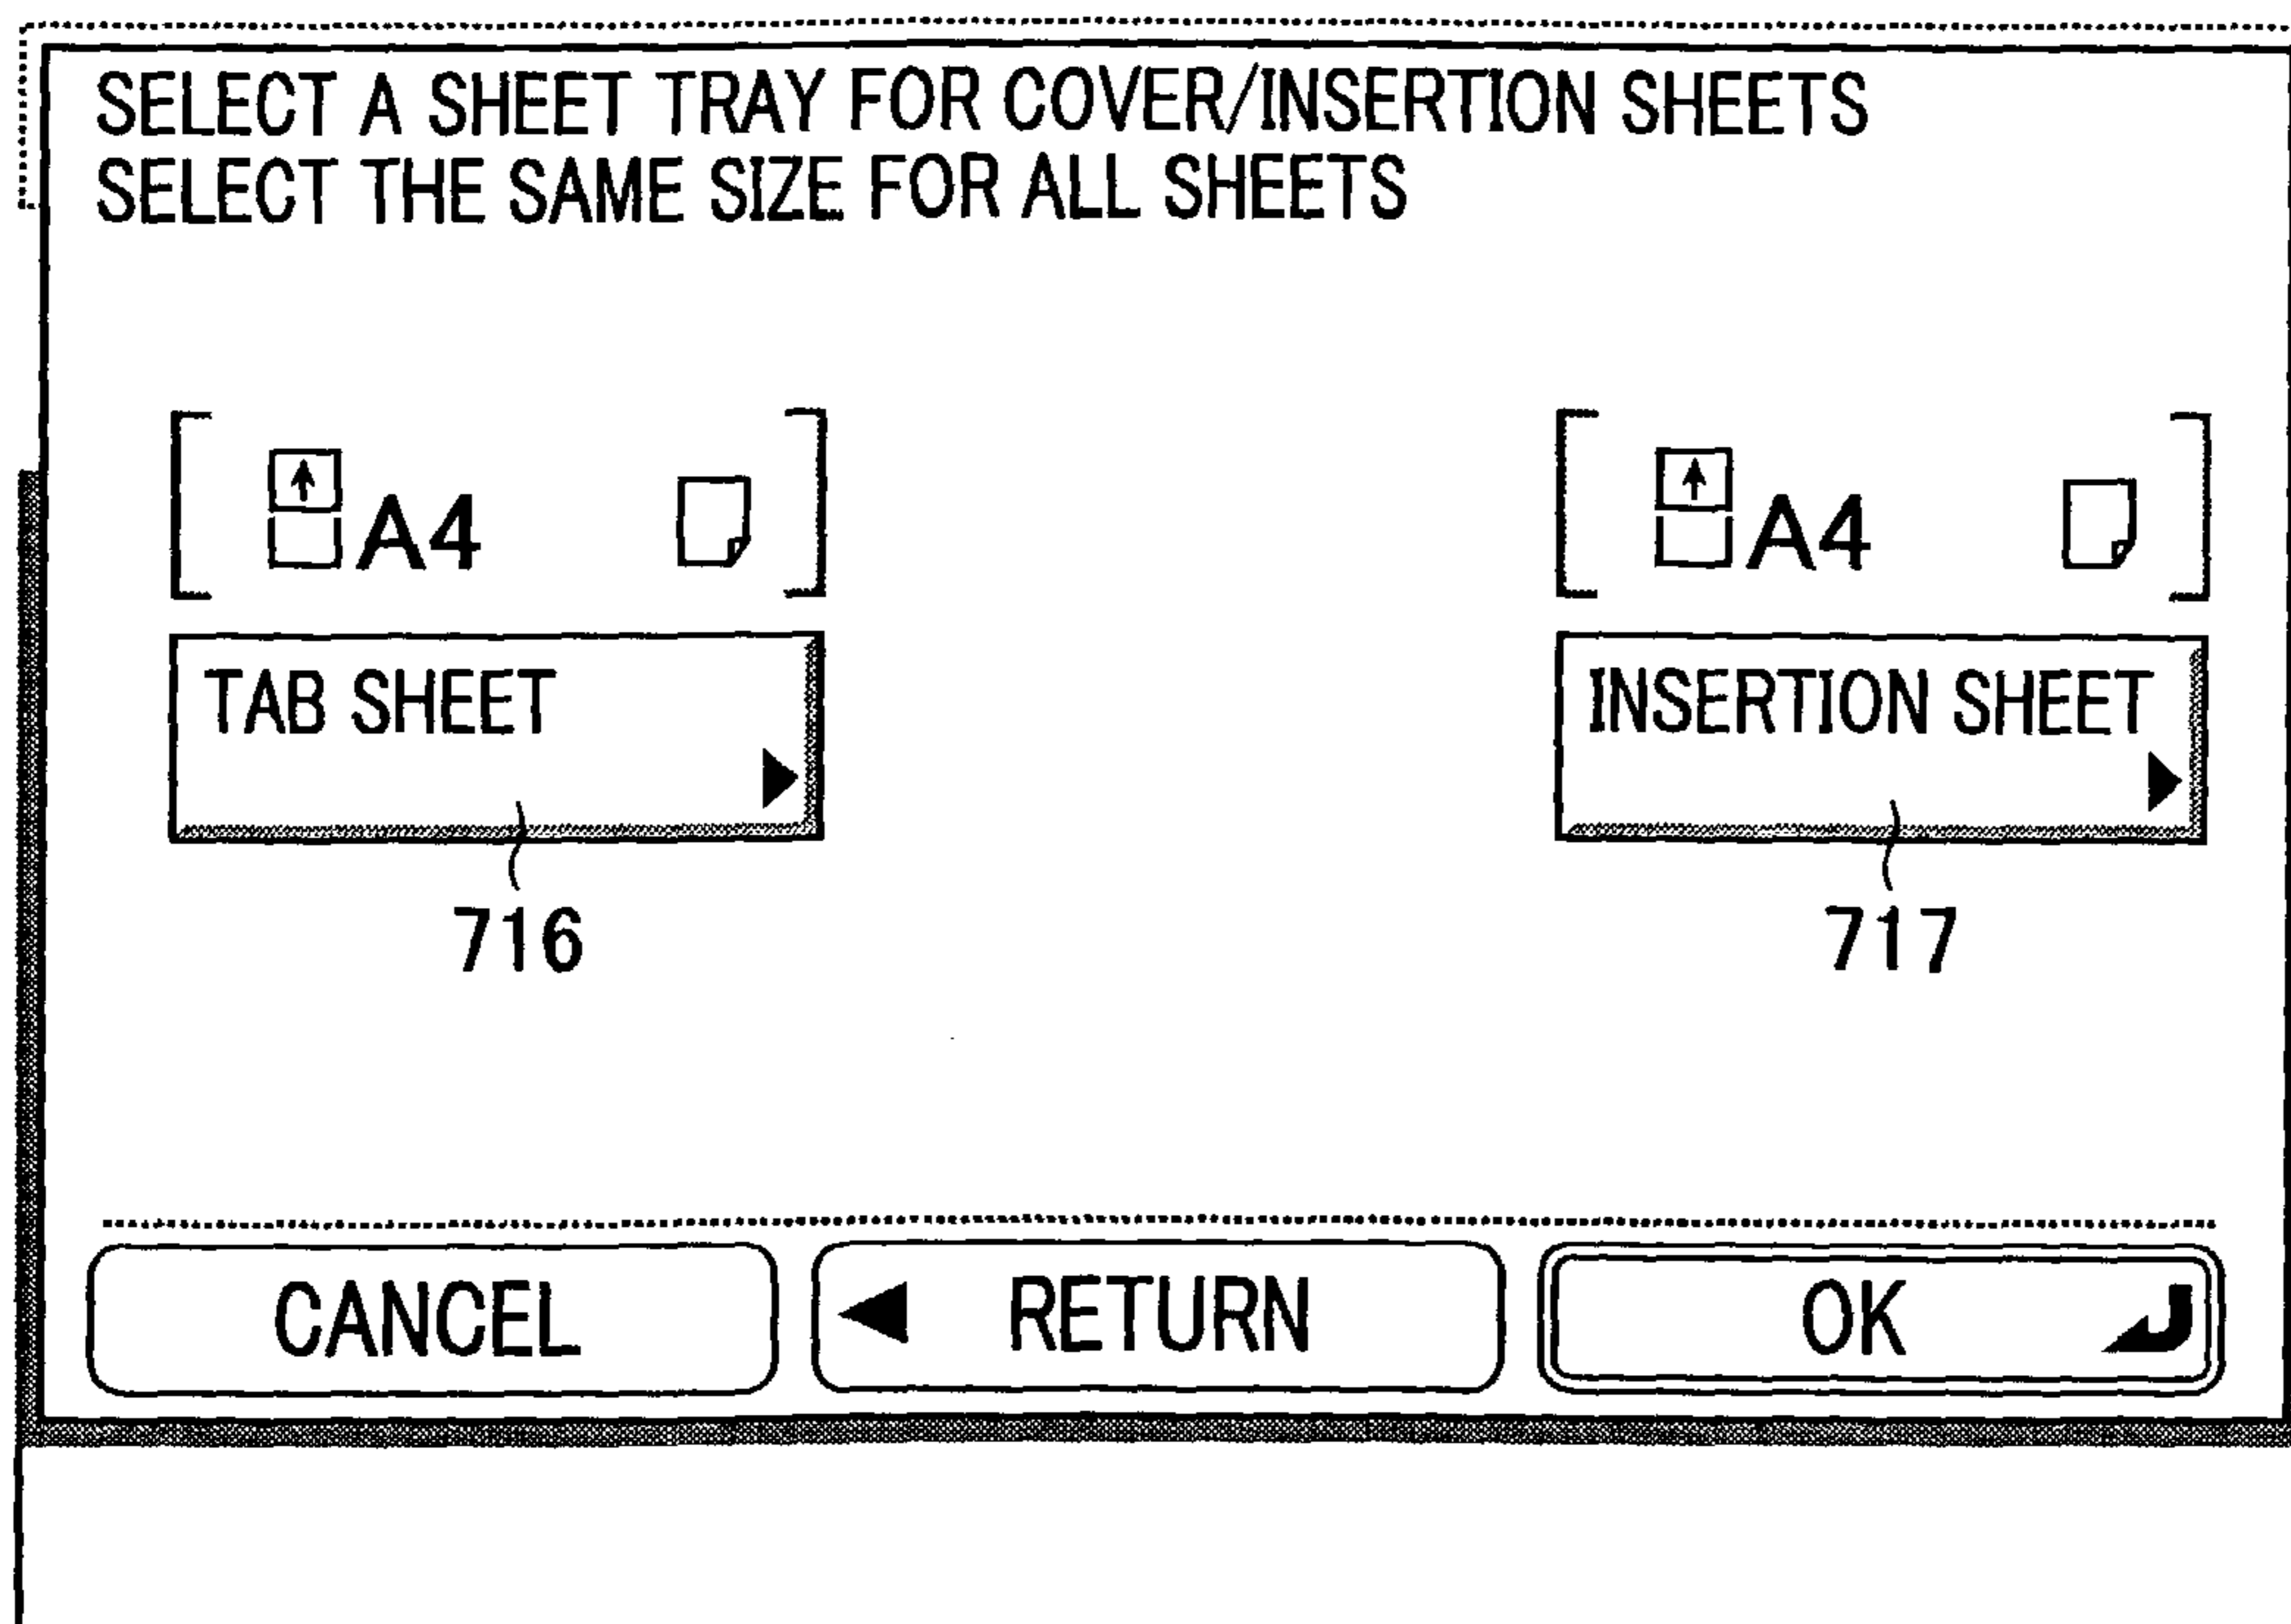 SELECT A SHEET TRAY FOR COVER/INSERTION SHEETS
SELECT THE SAME SIZE FOR ALL SHEETS
A4
A4
TAB SHEET
INSERTION SHEET
716
717
CANCEL
RETURN
OK